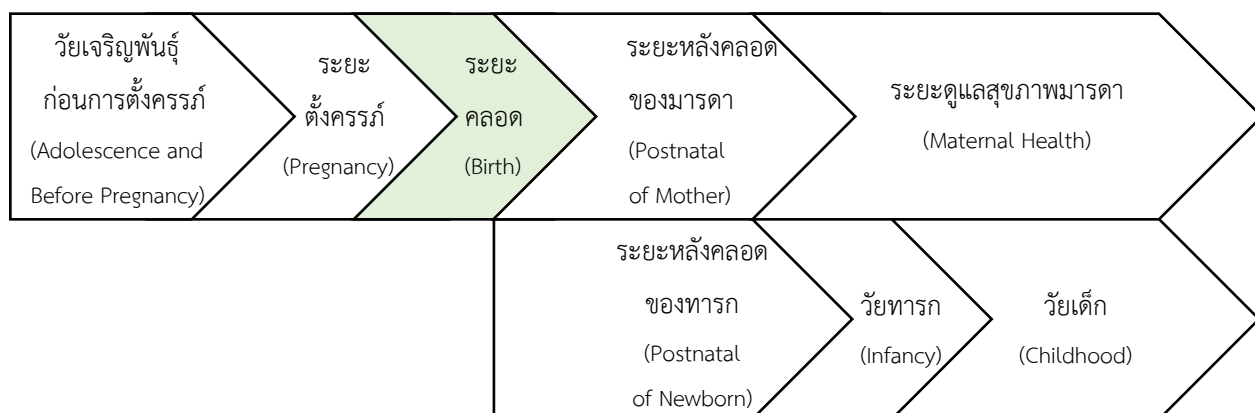 วัยเจริญพันธุ์
ก่อนการตั้งครรภ์
(Adolescence and
Before Pregnancy)
ระยะ
ตั้งครรภ์
(Pregnancy)
ระยะ
คลอด
(Birth)
ระยะหลังคลอด
ของมารดา
(Postnatal
of Mother)
ระยะดูแลสุขภาพมารดา
(Maternal Health)
ระยะหลังคลอด
ของทารก
(Postnatal
of Newborn)
วัยทารก
(Infancy)
วัยเด็ก
(Childhood)